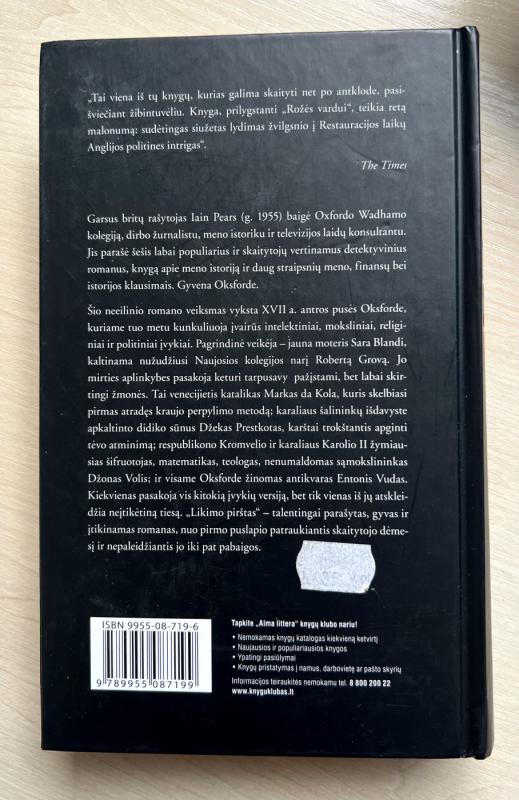 „Tai viena iš tų knygų, kurias galima skaityti net po antklode, pasi-
šviečiant žibintuvėliu. Knyga, prilygstanti „Rožės vardui“, teikia retą
malonumą: sudėtingas siužetas lydimas žvilgsnio į Restauracijos laikų
Anglijos politines intrigas“.
The Times
Garsus britų rašytojas Iain Pears (g. 1955) baigė Oxfordo Wadhamo
kolegiją, dirbo žurnalistu, meno istoriku ir televizijos laidų konsultantu.
Jis parašė šešis labai populiarius ir skaitytojų vertinamus detektyvinius
romanus, knygą apie meno istoriją ir daug straipsnių meno, finansų bei
istorijos klausimais. Gyvena Oksforde.
Šio neeilinio romano veiksmas vyksta XVII a. antros pusės Oksforde,
kuriame tuo metu kunkuliuoja įvairūs intelektiniai, moksliniai, religi-
niai ir politiniai įvykiai. Pagrindinė veikėja – jauna moteris Sara Blandi,
kaltinama nužudžiusi Naujosios kolegijos narį Robertą Grovą. Jo
mirties aplinkybes pasakoja keturi tarpusavy pažįstami, bet labai skir-
tingi žmonės. Tai venecijietis katalikas Markas da Kola, kuris skelbiasi
pirmas atradęs kraujo perpylimo metodą; karaliaus šalininkų išdavyste
apkaltinto didiko sūnus Džekas Prestkotas, karštai trokštantis apginti
tėvo atminimą; respublikono Kromvelio ir karaliaus Karolio II žymiau-
sias šifruotojas, matematikas, teologas, nenumaldomas sąmokslininkas
Džonas Volis; ir visame Oksforde žinomas antikvaras Entonis Vudas.
Kiekvienas pasakoja vis kitokią įvykių versiją, bet tik vienas iš jų atsklei-
džia neįtikėtiną tiesą. „Likimo pirštas“ – talentingai parašytas, gyvas ir
įtikinamas romanas, nuo pirmo puslapio patraukiantis skaitytojo dėme-
sį ir nepaleidžiantis jo iki pat pabaigos.
ISBN 9955-08-719-6
9 789955 087199
Tapkite „Alma littera“ knygų klubo nariu!
• Nemokamas knygų katalogas kiekvieną ketvirtį
• Naujausios ir populiariausios knygos
• Ypatingi pasiūlymai
• Knygų pristatymas į namus, darbovietę ar pašto skyrių
Informacijos teiraukitės nemokamu tel. 8 800 200 22
www.knyguklubas.lt